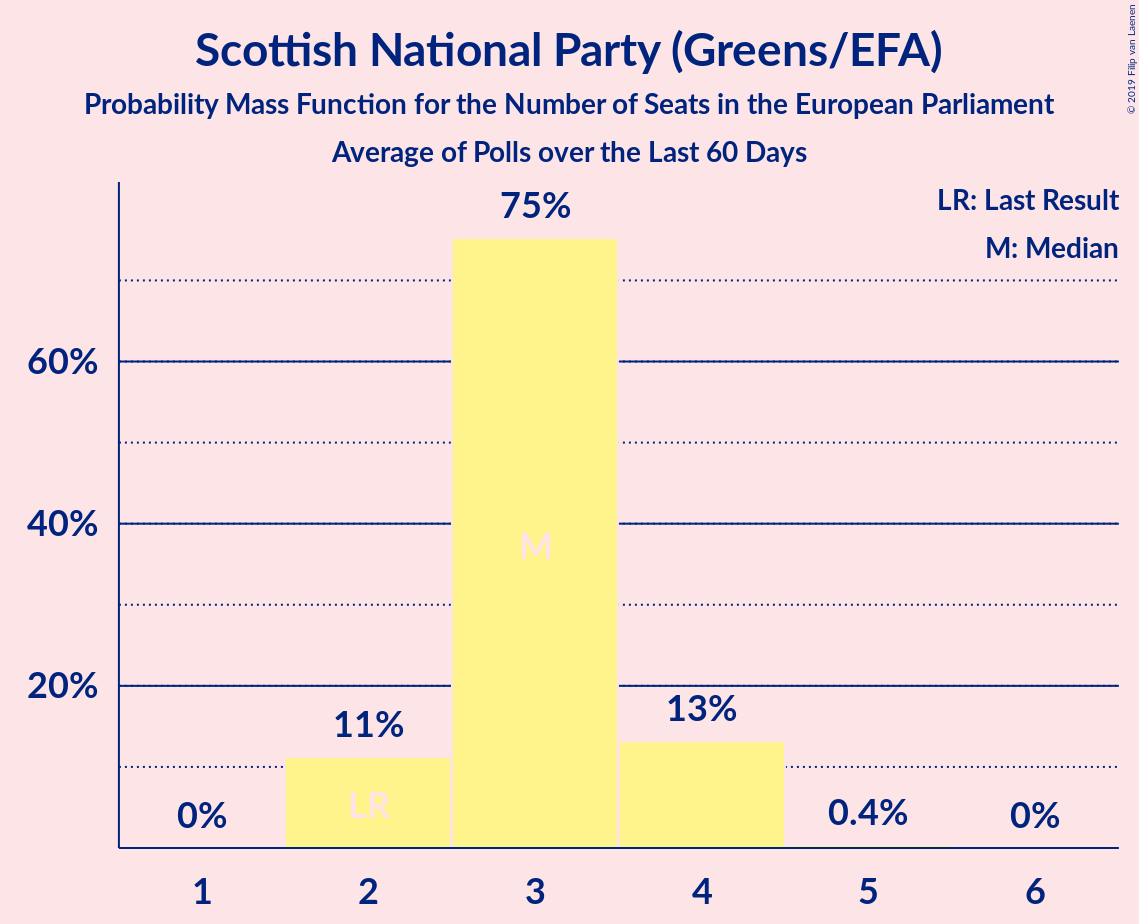 Scottish National Party (Greens/EFA)
Probability Mass Function for the Number of Seats in the European Parliament
Average of Polls over the Last 60 Days
© 2019 Filip van Laenen
LR: Last Result
M: Median
75%
60%
40%
M
20%
13%
11%
LR
0%
0.4%
0%
1 2 3 4 5 6